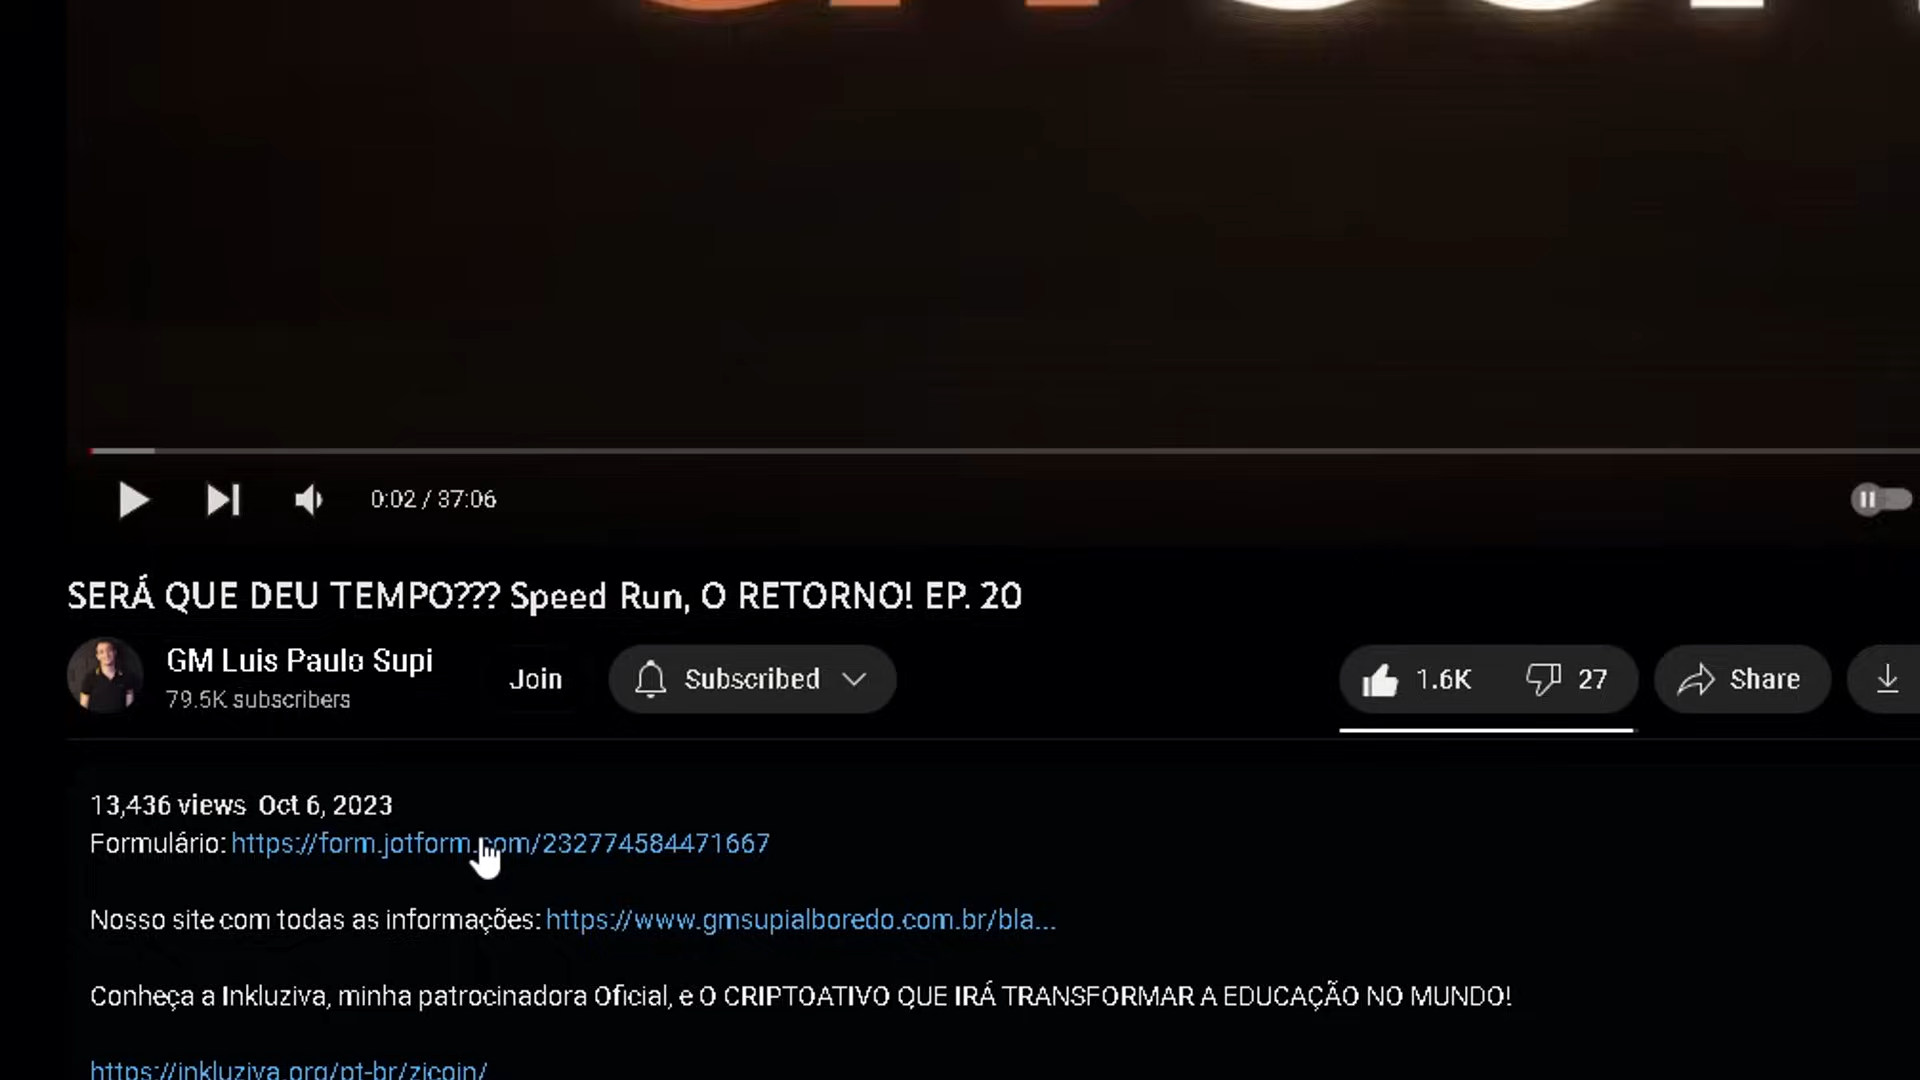 0:02 / 37:06
SERÁ QUE DEU TEMPO??? Speed Run, O RETORNO! EP. 20
GM Luis Paulo Supi
79.5K subscribers
Join
Subscribed
1.6K
27
Share
13,436 views Oct 6, 2023
Formulário: https://form.jotform.com/232774584471667
Nosso site com todas as informações: https://www.gmsupialboredo.com.br/bla...
Conheça a Inkluziva, minha patrocinadora Oficial, e O CRIPTOATIVO QUE IRÁ TRANSFORMAR A EDUCAÇÃO NO MUNDO!
https://inkluziva.org/pt-br/zicoin/